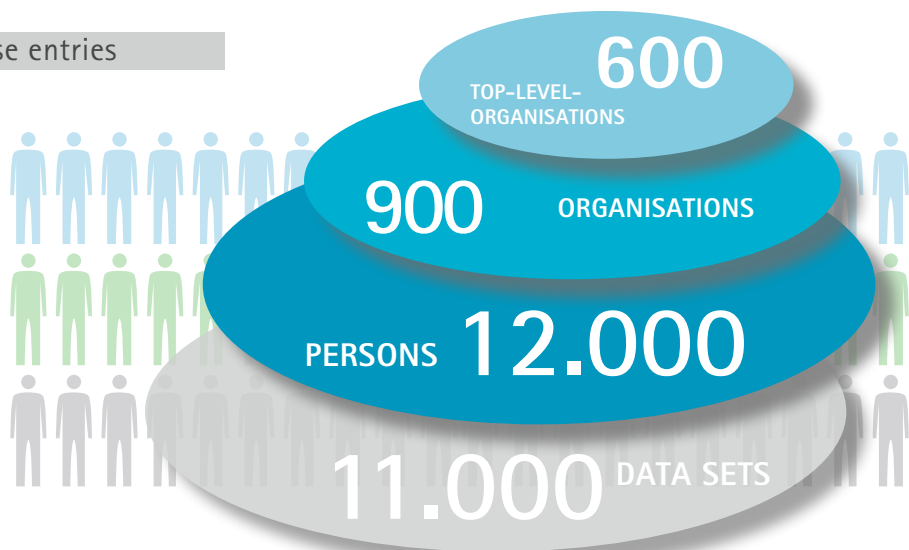 se entries
600
TOP-LEVEL-
ORGANISATIONS
900 ORGANISATIONS
PERSONS 12.000
11.000 DATA SETS